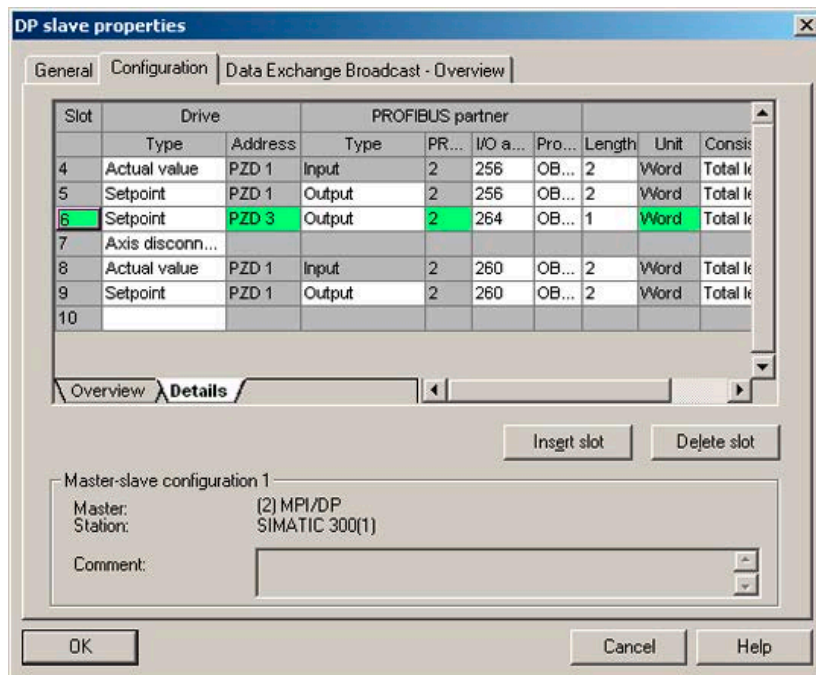 DP slave properties
General Configuration Data Exchange Broadcast - Overview
Slot Drive PROFIBUS partner
Type Address Type PR... I/O a... Pro... Length Unit Consis
4 Actual value PZD 1 Input 2 256 OB... 2 Word Total le
5 Setpoint PZD 1 Output 2 256 OB... 2 Word Total le
6 Setpoint PZD 3 Output 2 264 OB... 1 Word Total le
7 Axis disconn...
8 Actual value PZD 1 Input 2 260 OB... 2 Word Total le
9 Setpoint PZD 1 Output 2 260 OB... 2 Word Total le
10
Overview Details
Insert slot Delete slot
Master-slave configuration 1
Master: (2) MPI/DP
Station: SIMATIC 300(1)
Comment:
OK Cancel Help